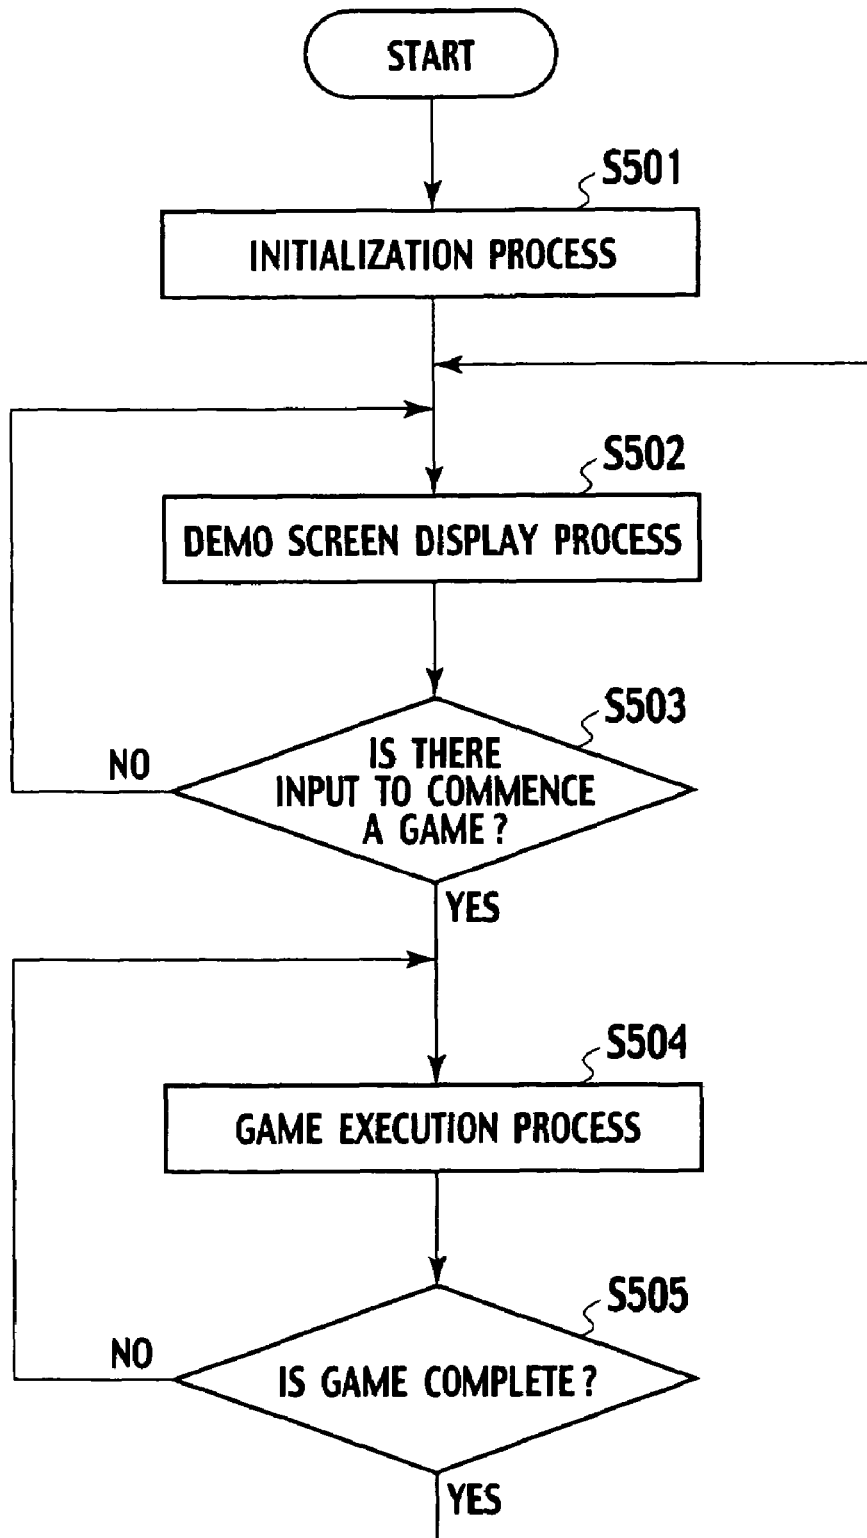 START
S501
INITIALIZATION PROCESS
S502
DEMO SCREEN DISPLAY PROCESS
S503
IS THERE
INPUT TO COMMENCE
A GAME?
NO
YES
S504
GAME EXECUTION PROCESS
S505
IS GAME COMPLETE?
NO
YES